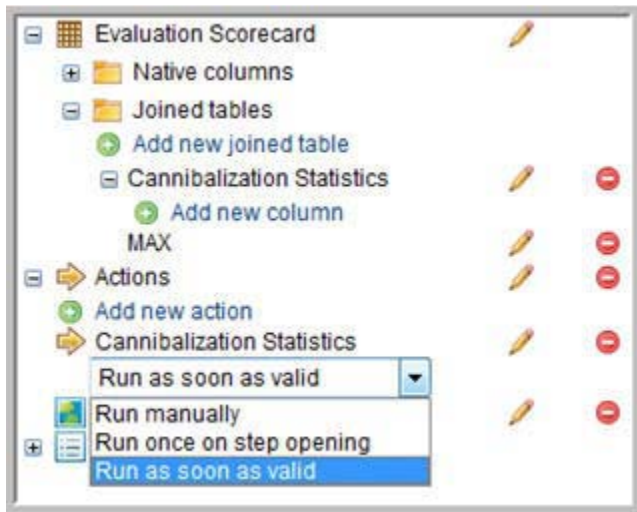 Evaluation Scorecard
Native columns
Joined tables
Add new joined table
Cannibalization Statistics
Add new column
MAX
Actions
Add new action
Cannibalization Statistics
Run as soon as valid
Run manually
Run once on step opening
Run as soon as valid